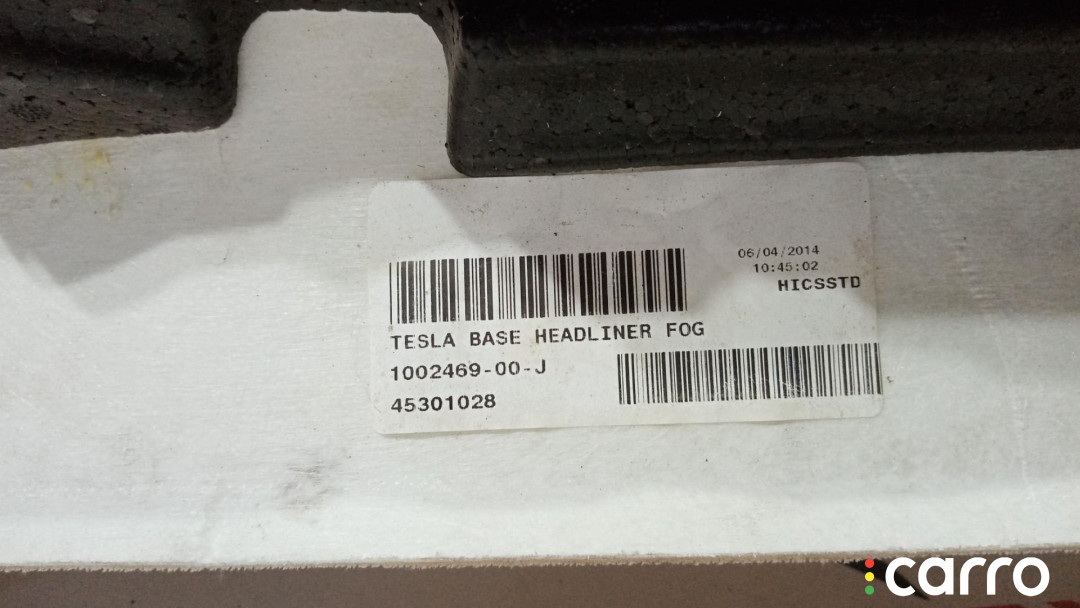 06/04/2014
10:45:02
HICSSTD
TESLA BASE HEADLINER FOG
1002469-00-J
45301028
carro